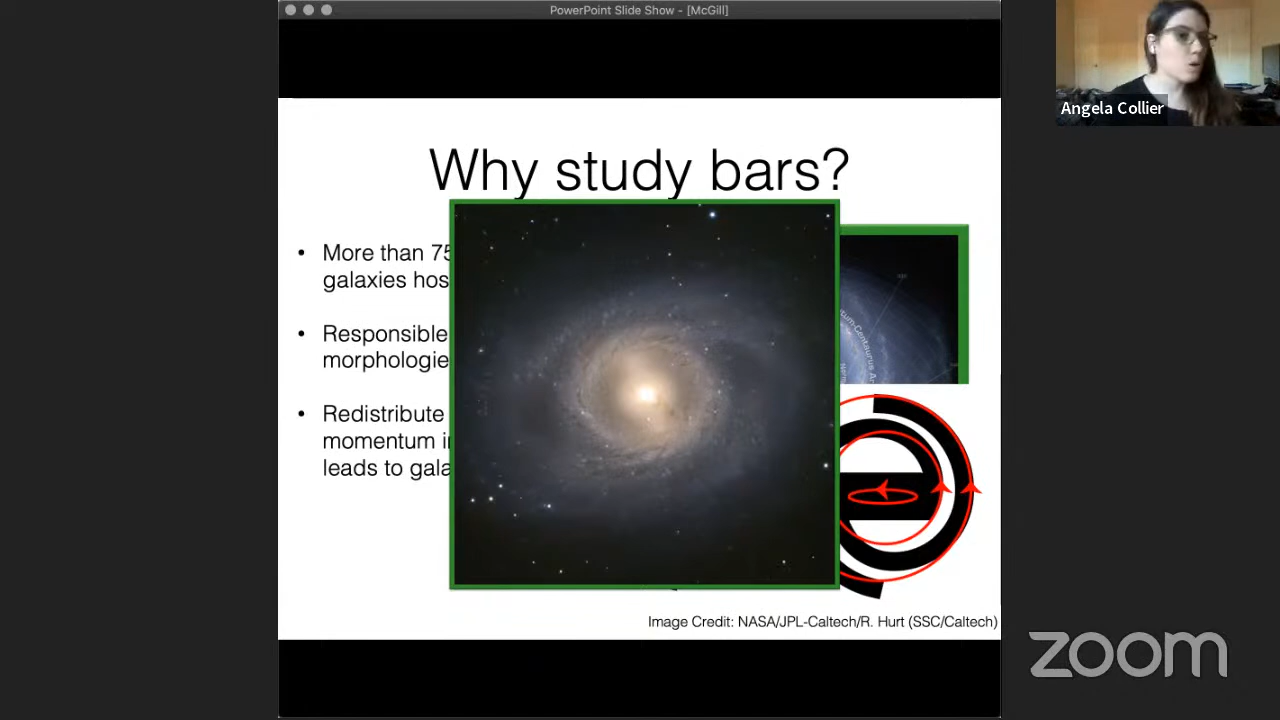 PowerPoint Slide Show - [McGill]
Angela Collier
Why study bars?
• More than 75
galaxies hos
• Responsible
morphologie
• Redistribute
momentum i
leads to gala
Image Credit: NASA/JPL-Caltech/R. Hurt (SSC/Caltech)
zoom